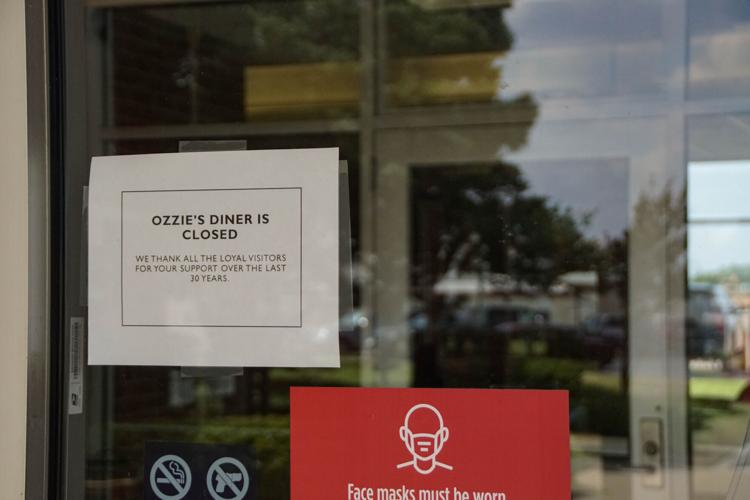 OZZIE'S DINER IS
CLOSED
WE THANK ALL THE LOYAL VISITORS
FOR YOUR SUPPORT OVER THE LAST
30 YEARS.
Face masks must be worn